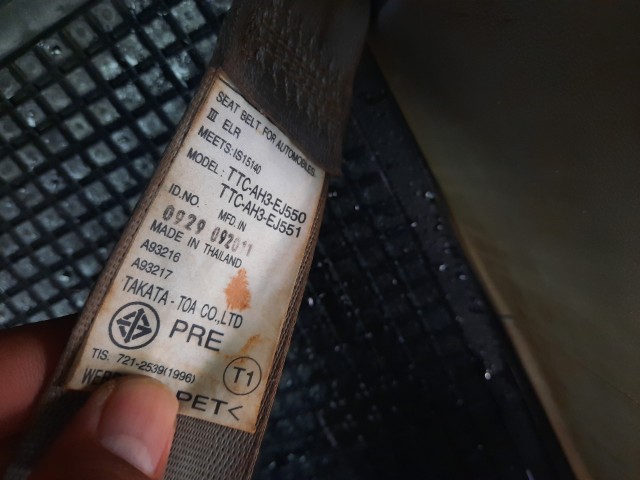 SEAT BELT FOR AUTOMOBILES.
III ELR
MEETS:IS15140
MODEL: TTC-AH3-EJ550
TTC-AH3-EJ551
ID.NO. MFD.IN
0929 092011
MADE IN THAILAND
A93216
A93217
TAKATA-TOA CO.,LTD
PRE
TIS. 721-2539(1996)
T1
PET<